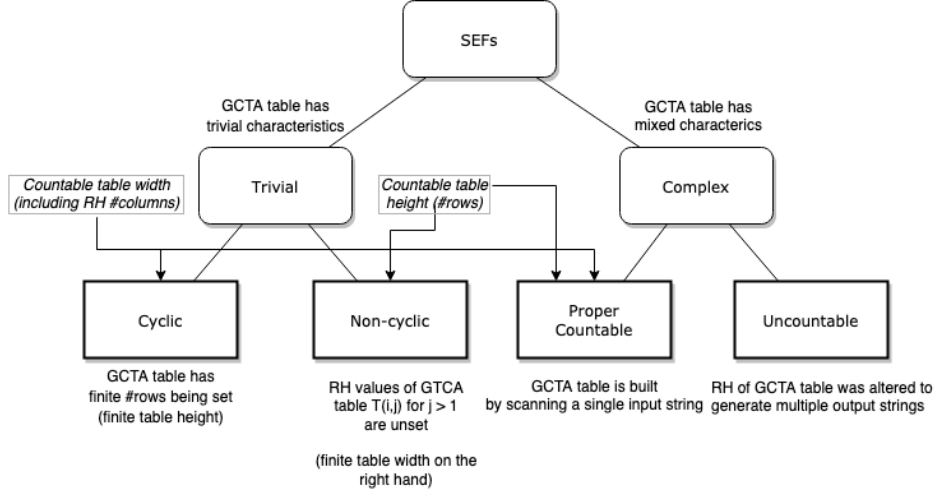 SEFs
GCTA table has
trivial characteristics
GCTA table has
mixed characterics
Countable table width
(including RH #columns)
Trivial
Countable table
height (#rows)
Complex
Cyclic
Non-cyclic
Proper
Countable
Uncountable
GCTA table has
finite #rows being set
(finite table height)
RH values of GTCA
table T(i,j) for j > 1
are unset
(finite table width on the
right hand)
GCTA table is built
by scanning a single input string
RH of GCTA table was altered to
generate multiple output strings